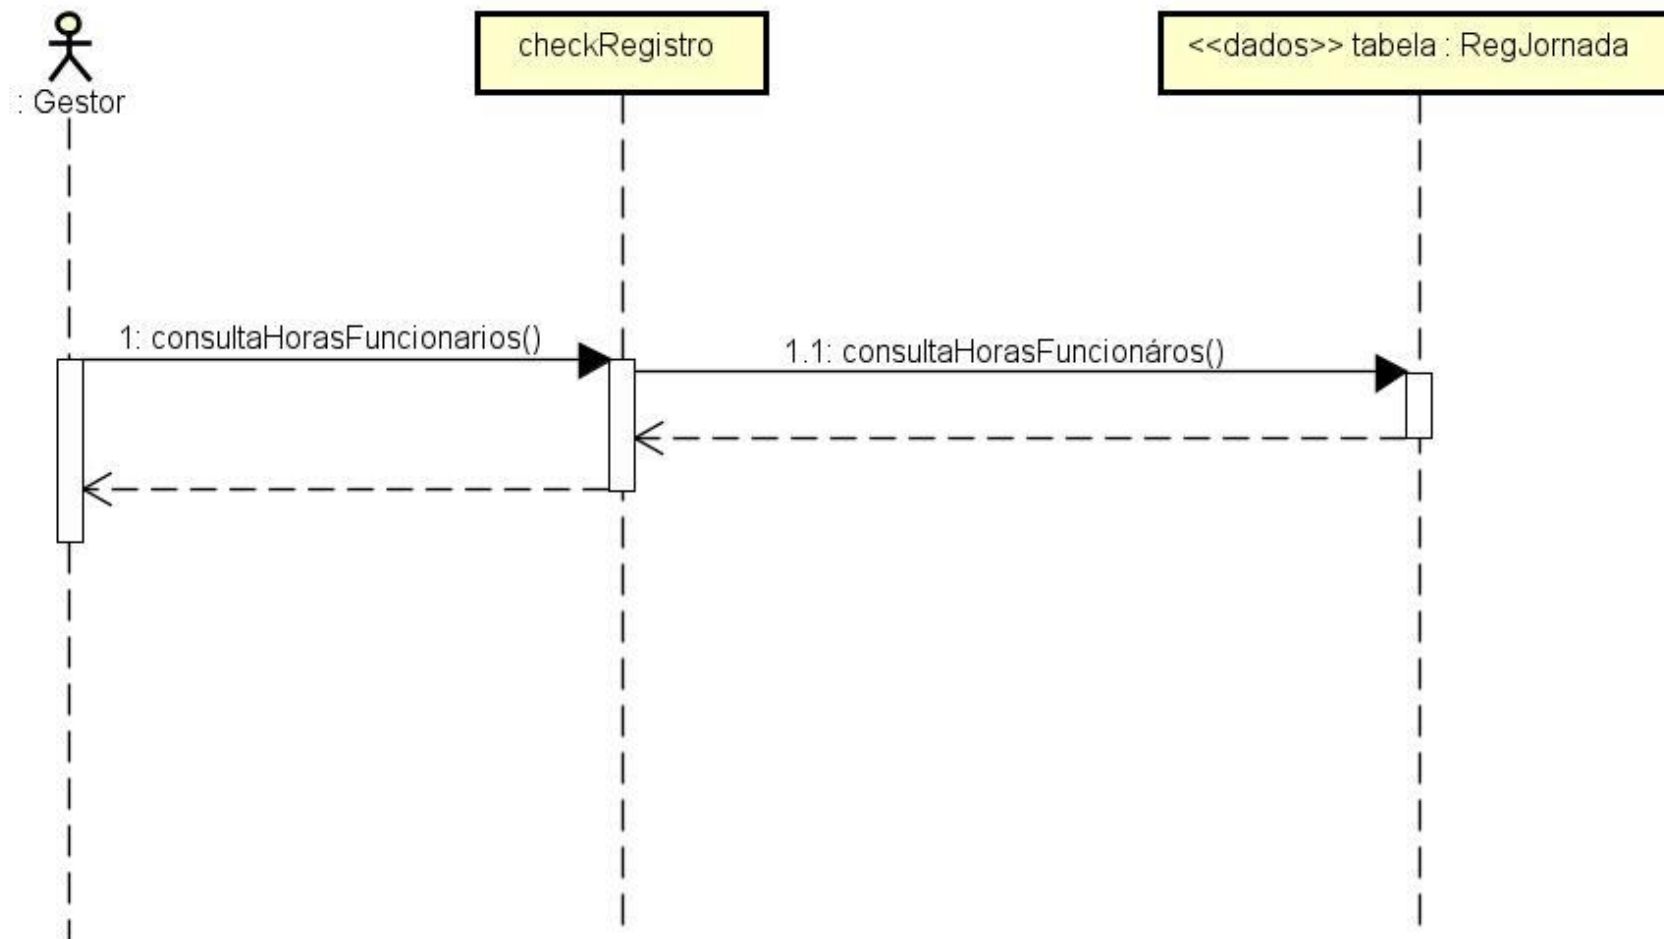 : Gestor
checkRegistro
<<dados>> tabela : RegJornada
1: consultaHorasFuncionarios()
1.1: consultaHorasFuncionáros()